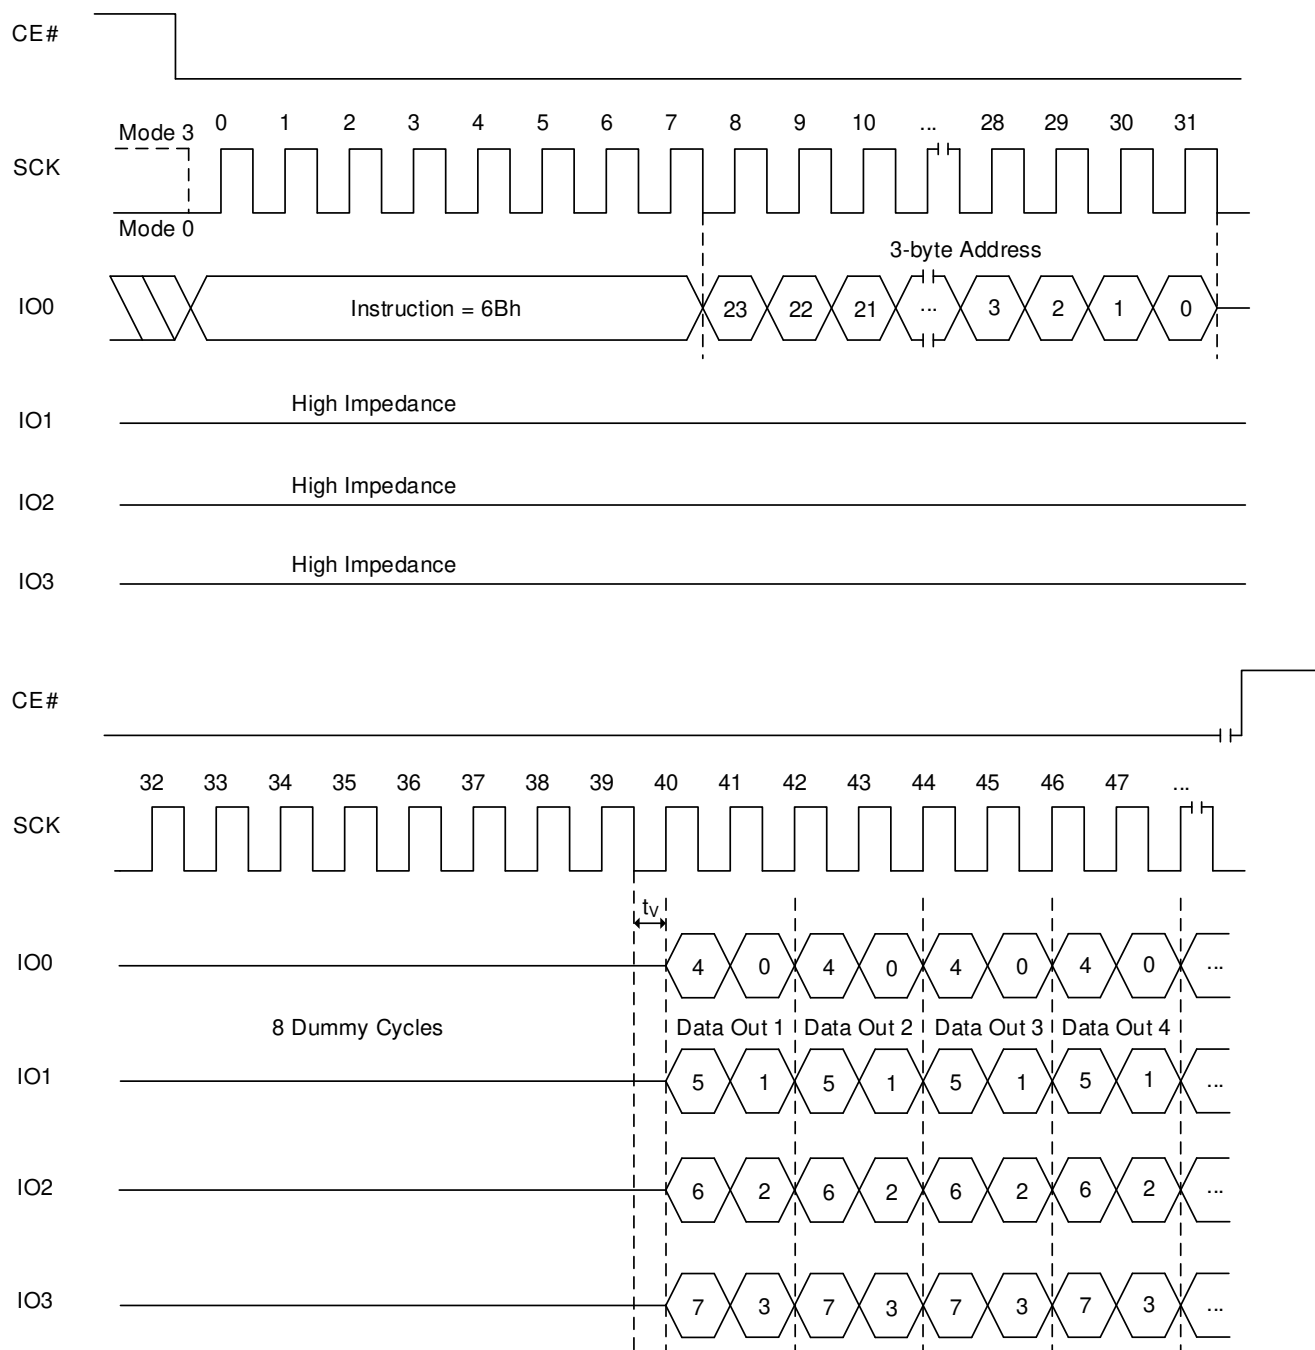 CE#
0 1 2 3 4 5 6 7 8 9 10 ... 28 29 30 31
Mode 3
SCK
Mode 0
3-byte Address
IO0 Instruction = 6Bh 23 22 21 ... 3 2 1 0
High Impedance
IO1
High Impedance
IO2
High Impedance
IO3
CE#
32 33 34 35 36 37 38 39 40 41 42 43 44 45 46 47 ...
SCK
tV
IO0 4 0 4 0 4 0 4 0 ...
8 Dummy Cycles Data Out 1 Data Out 2 Data Out 3 Data Out 4
IO1 5 1 5 1 5 1 5 1 ...
IO2 6 2 6 2 6 2 6 2 ...
IO3 7 3 7 3 7 3 7 3 ...